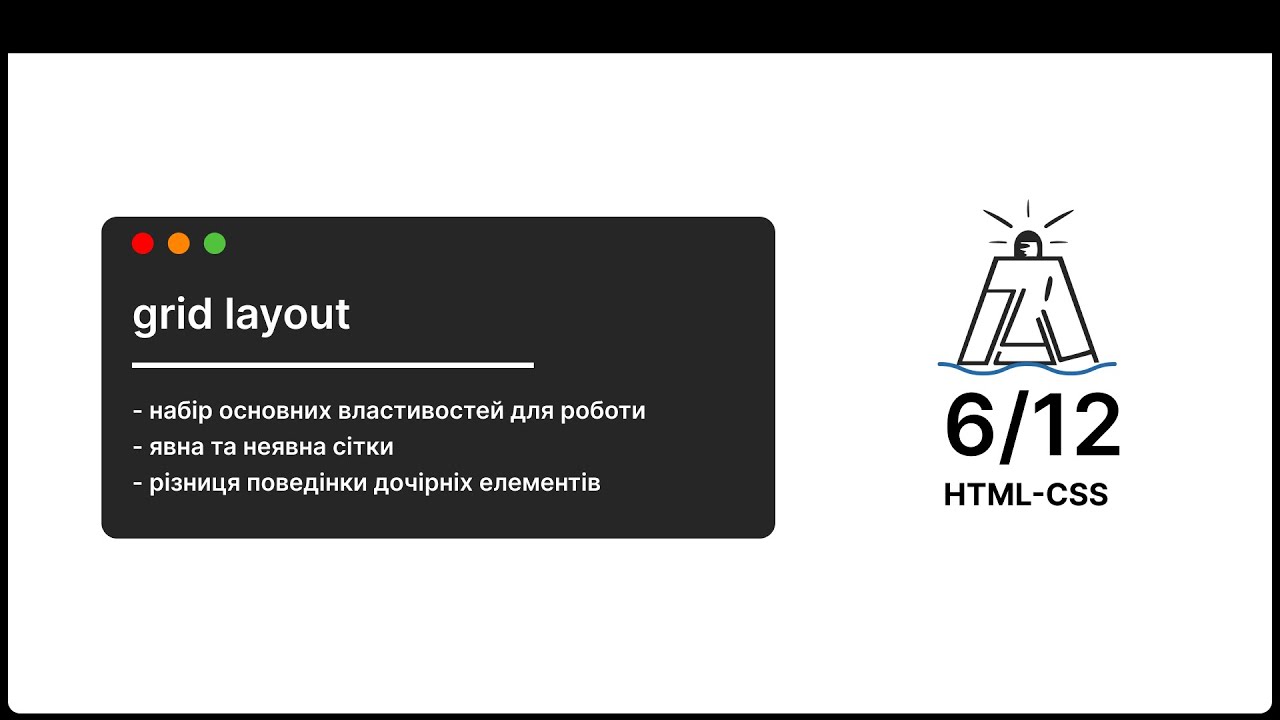 grid layout
- набір основних властивостей для роботи
- явна та неявна сітки
- різниця поведінки дочірніх елементів
6/12
HTML-CSS